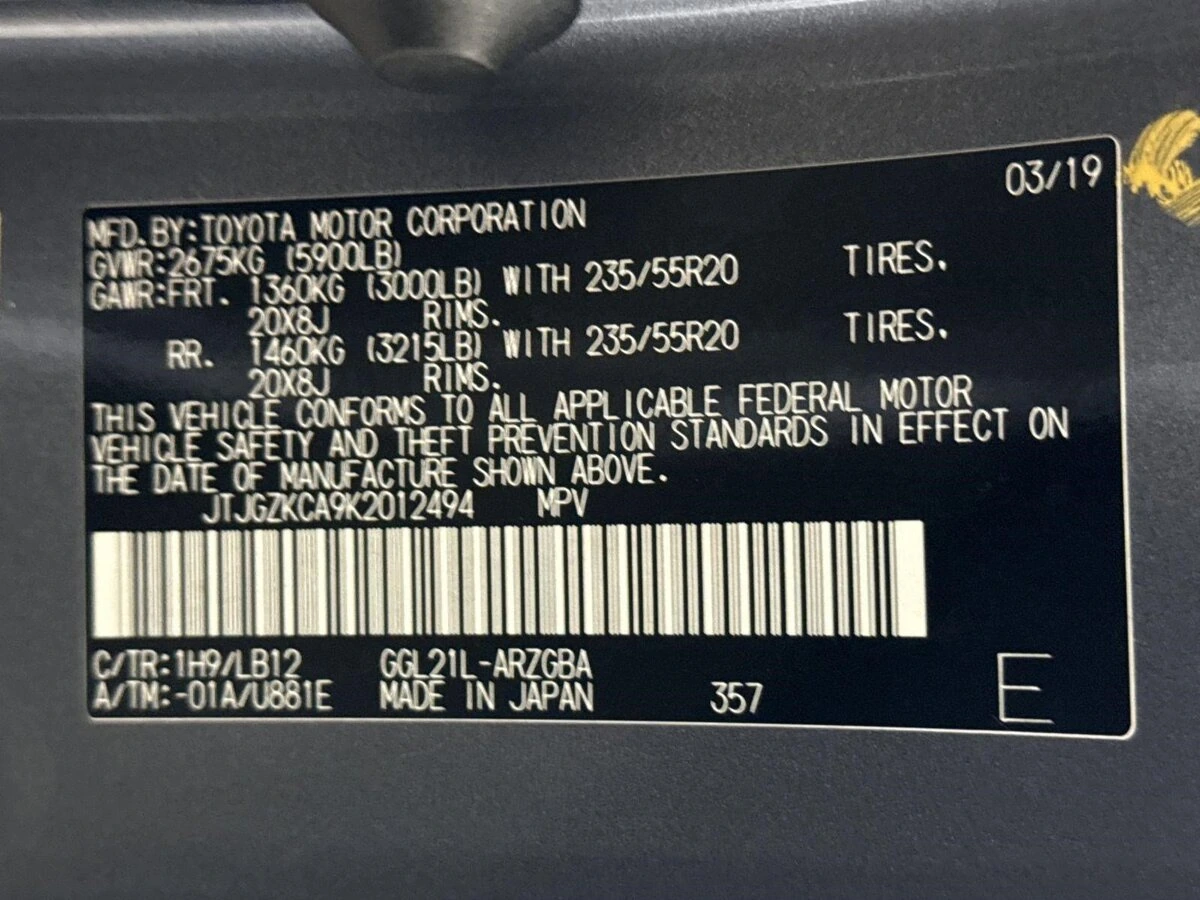 03/19
MFD. BY: TOYOTA MOTOR CORPORATION
GVWR: 2675KG (5900LB)
GAWR: FRT. 1360KG (3000LB) WITH 235/55R20 TIRES.
20X8J RIMS.
RR. 1460KG (3215LB) WITH 235/55R20 TIRES.
20X8J RIMS.
THIS VEHICLE CONFORMS TO ALL APPLICABLE FEDERAL MOTOR
VEHICLE SAFETY AND THEFT PREVENTION STANDARDS IN EFFECT ON
THE DATE OF MANUFACTURE SHOWN ABOVE.
JTJGZKCA9K2012494 MPV
C/TR: 1H9/LB12 GGL21L-ARZGBA
A/TM: -01A/U881E MADE IN JAPAN 357 E